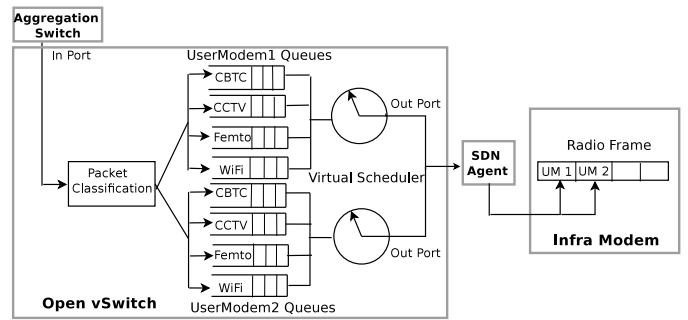 Aggregation
Switch
In Port
UserModem1 Queues
CBTC
CCTV
Femto
WiFi
Out Port
Packet
Classification
Virtual Scheduler
CBTC
CCTV
Femto
WiFi
Out Port
UserModem2 Queues
Open vSwitch
SDN
Agent
Radio Frame
UM 1
UM 2
Infra Modem